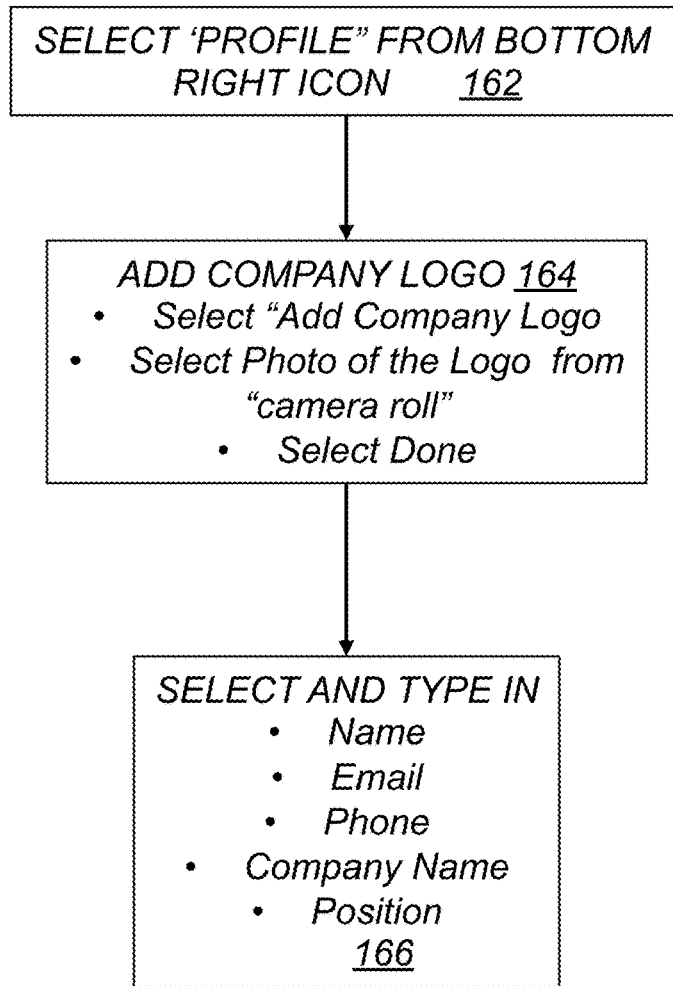 SELECT ‘PROFILE” FROM BOTTOM
RIGHT ICON 162
ADD COMPANY LOGO 164
• Select “Add Company Logo
• Select Photo of the Logo from
“camera roll”
• Select Done
SELECT AND TYPE IN
• Name
• Email
• Phone
• Company Name
• Position
166